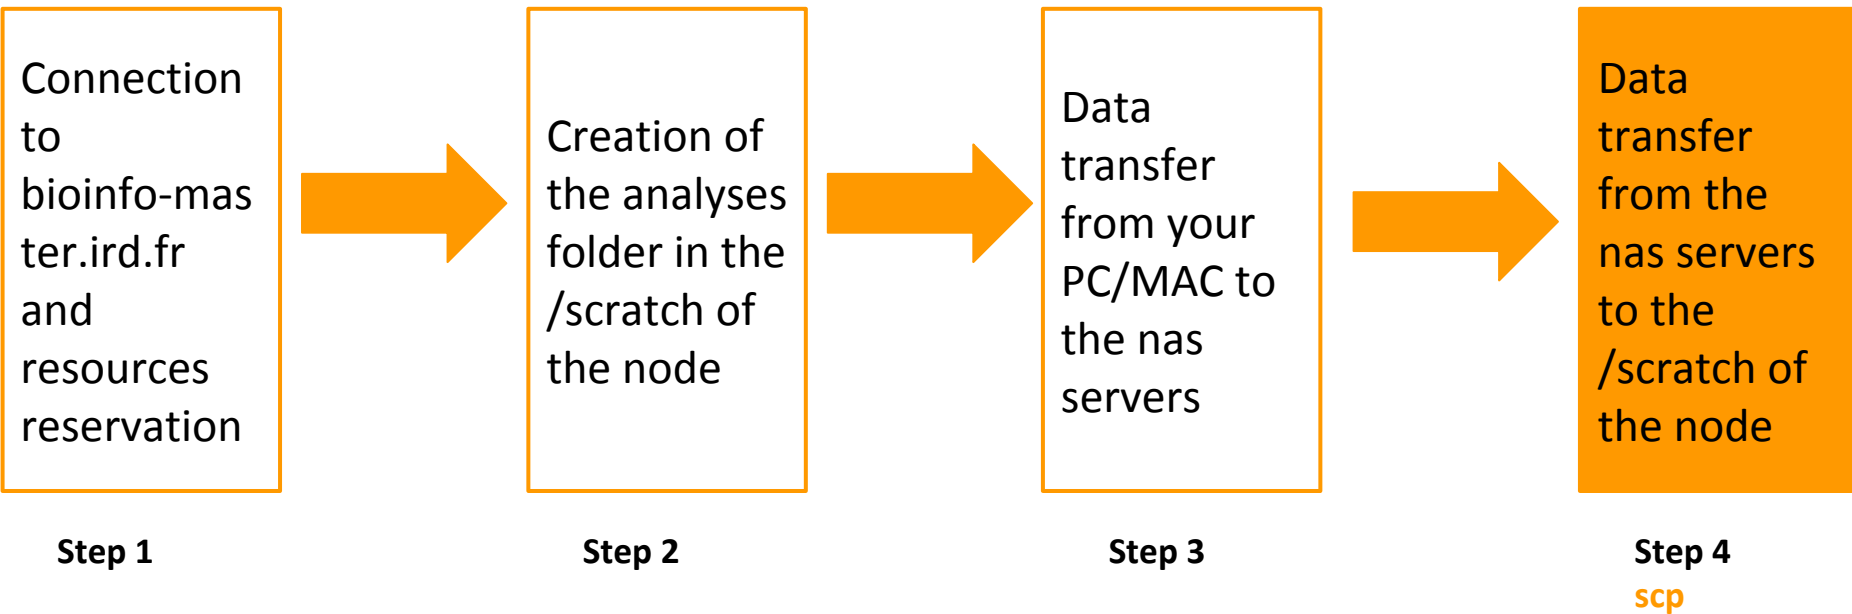 Connection
to
bioinfo-mas
ter.ird.fr
and
resources
reservation
Creation of
the analyses
folder in the
/scratch of
the node
Data
transfer
from your
PC/MAC to
the nas
servers
Data
transfer
from the
nas servers
to the
/scratch of
the node
Step 1
Step 2
Step 3
Step 4
scp